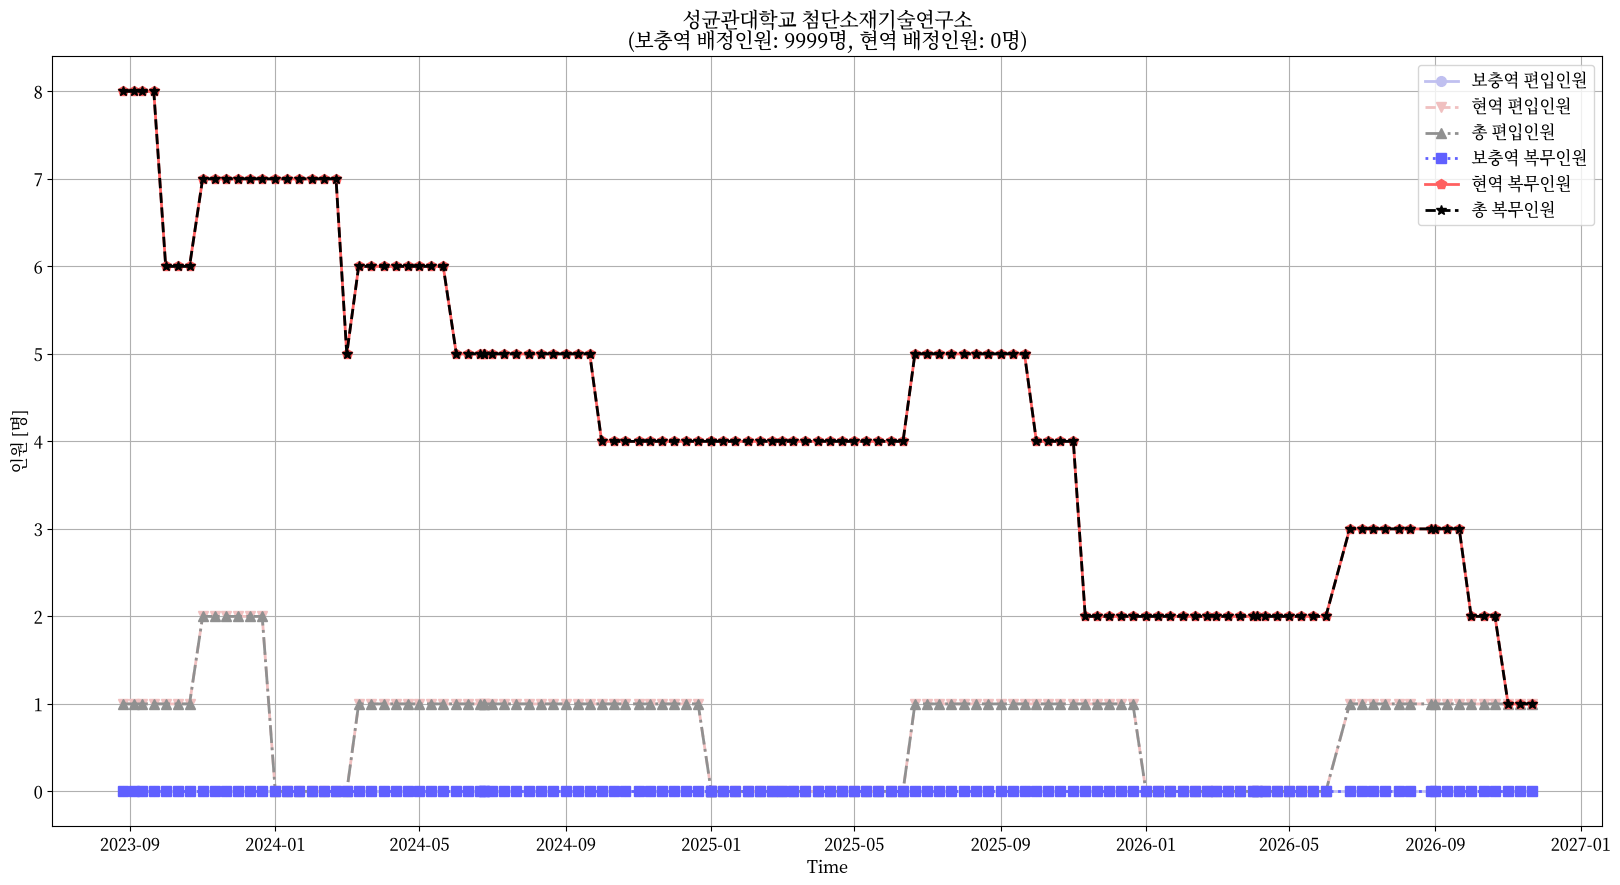 성균관대학교 첨단소재기술연구소
(보충역 배정인원: 9999명, 현역 배정인원: 0명)
보충역 편입인원
현역 편입인원
총 편입인원
보충역 복무인원
현역 복무인원
총 복무인원
인원 [명]
8
7
6
5
4
3
2
1
0
2023-09 2024-01 2024-05 2024-09 2025-01 2025-05 2025-09 2026-01 2026-05 2026-09 2027-01
Time